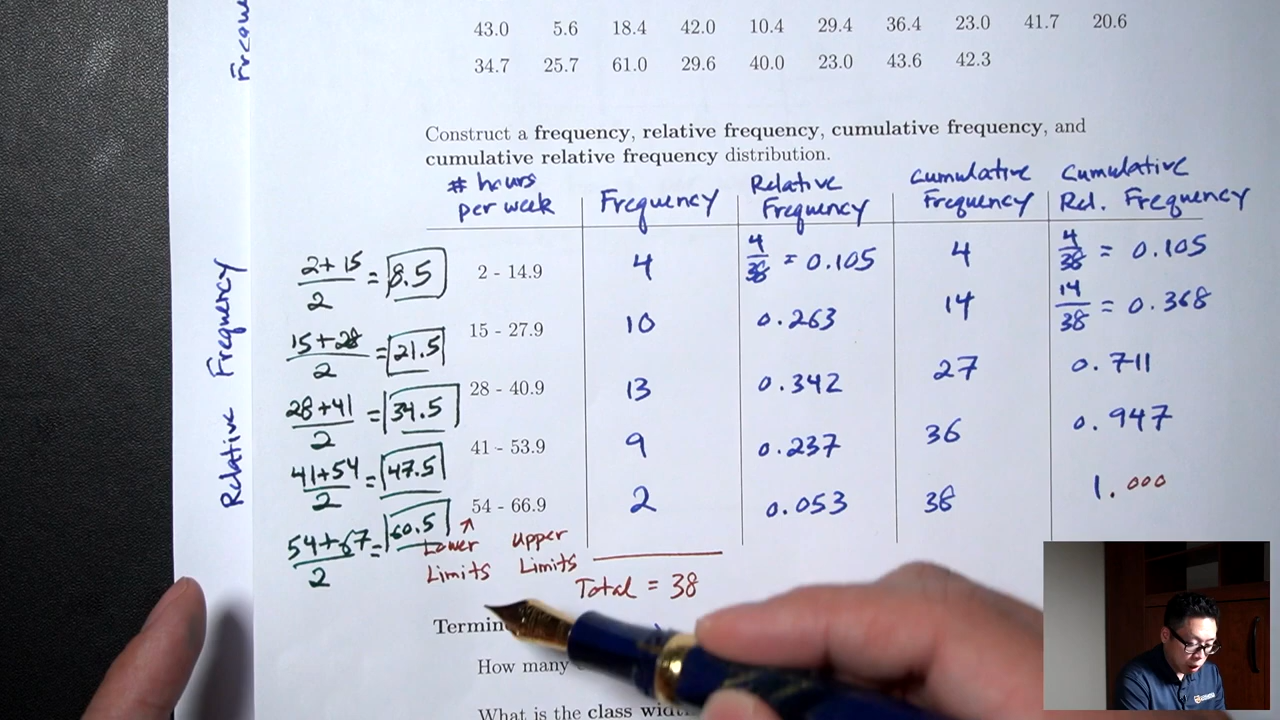 43.0 5.6 18.4 42.0 10.4 29.4 36.4 23.0 41.7 20.6
34.7 25.7 61.0 29.6 40.0 23.0 43.6 42.3
Construct a frequency, relative frequency, cumulative frequency, and
cumulative relative frequency distribution.
# hours per week Frequency Relative Frequency Cumulative Frequency Cumulative Rel. Frequency
2+15/2 = 8.5 2 - 14.9 4 4/38 = 0.105 4 4/38 = 0.105
15+28/2 = 21.5 15 - 27.9 10 0.263 14 14/38 = 0.368
28+41/2 = 34.5 28 - 40.9 13 0.342 27 0.711
41+54/2 = 47.5 41 - 53.9 9 0.237 36 0.947
54+67/2 = 60.5 54 - 66.9 2 0.053 38 1.000
Lower Limits Upper Limits
Total = 38
How many
What is the class
Relative Frequency